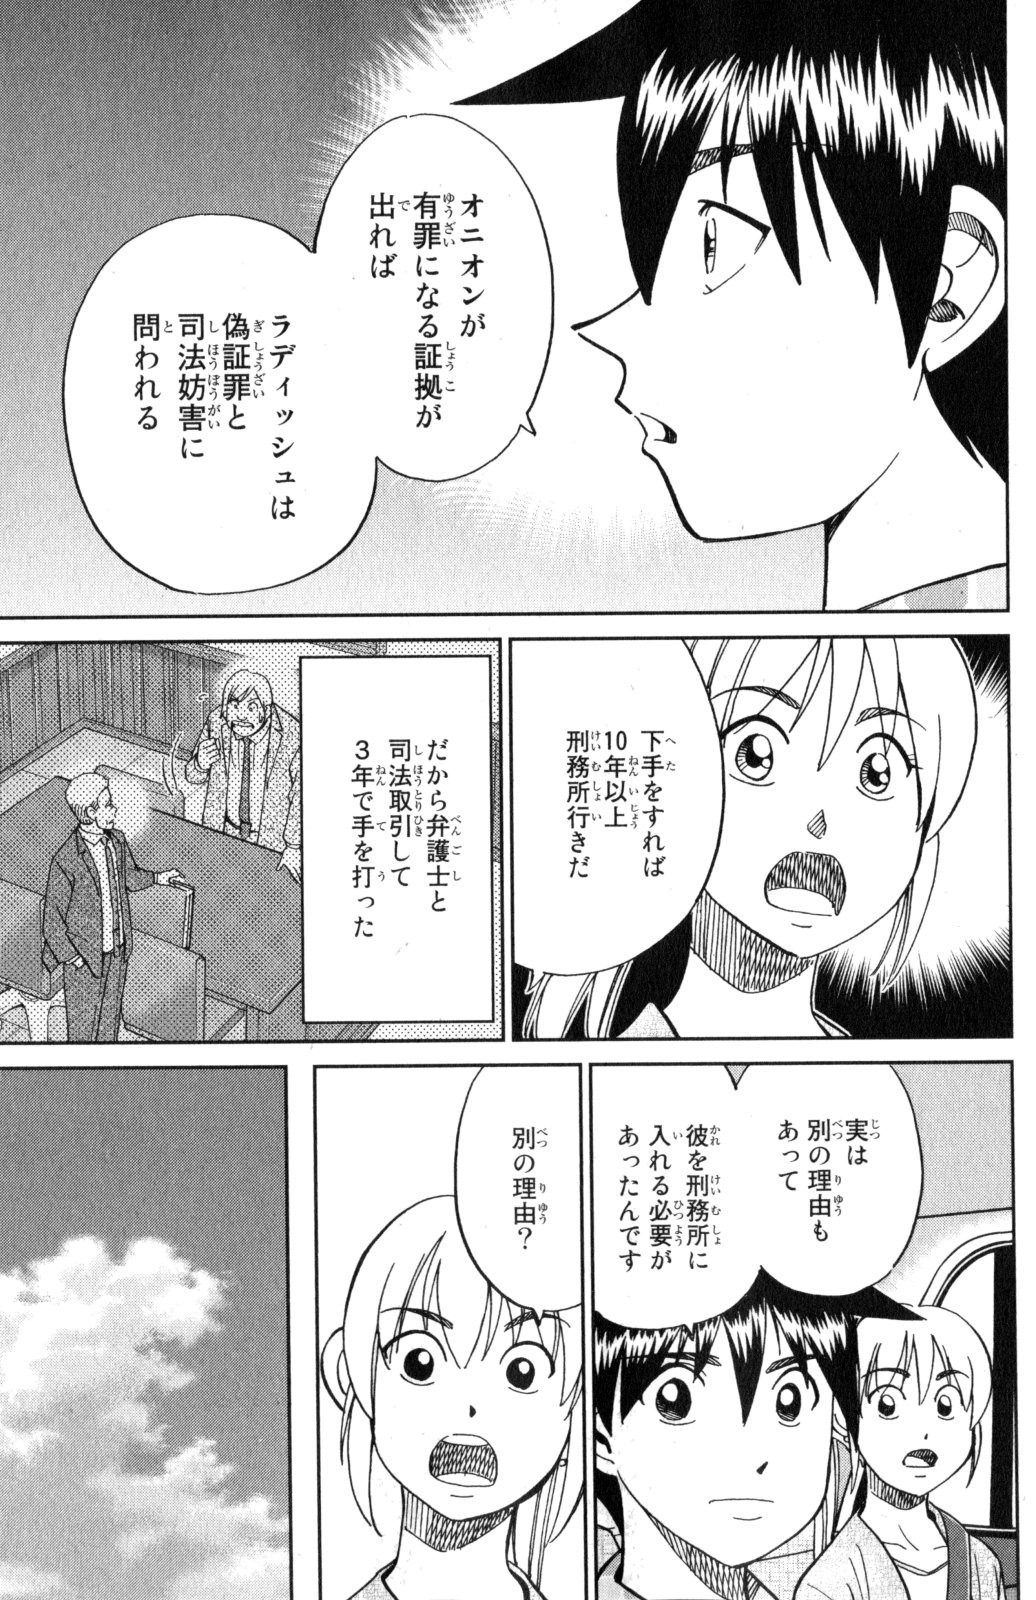 オニオンが
有罪になる証拠が
出れば
ラディッシュは
偽証罪と
司法妨害に
問われる
下手をすれば
10年以上
刑務所行きだ
だから弁護士と
司法取引して
3年で手を打った
実は
別の理由も
あって
彼を刑務所に
入れる必要が
あったんです
別の理由?